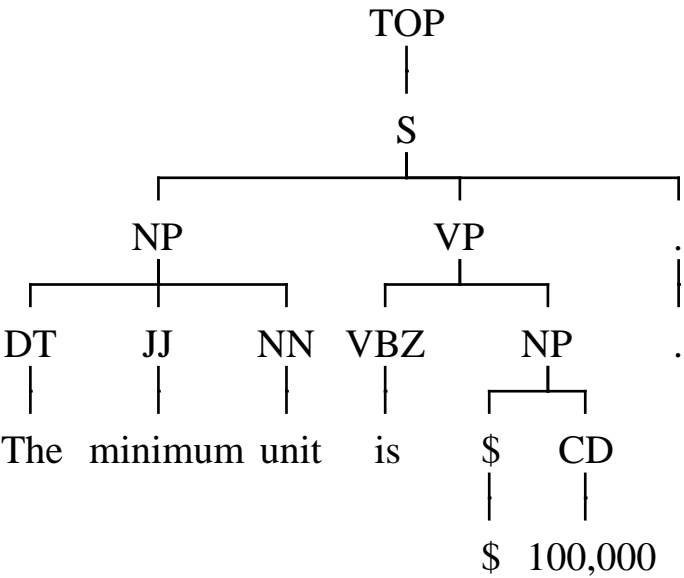 TOP
S
NP VP .
DT JJ NN VBZ NP .
The minimum unit is $ CD
$ 100,000